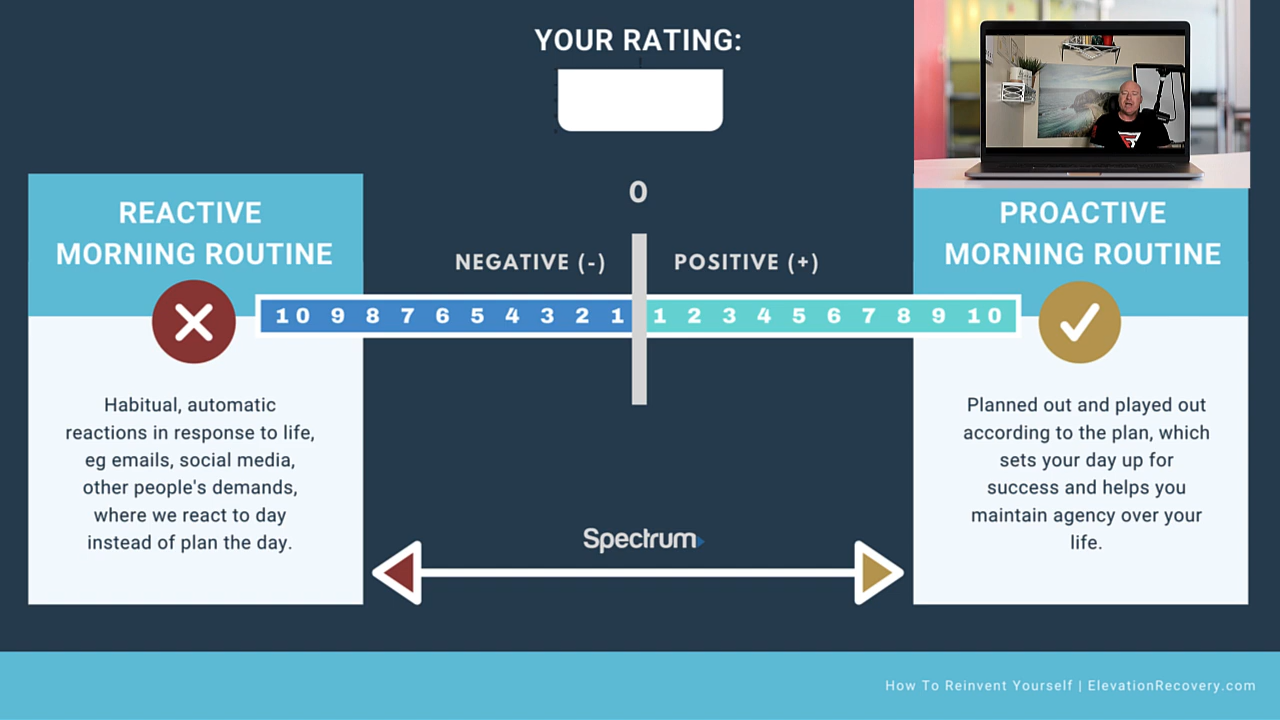 YOUR RATING:
0
REACTIVE
MORNING ROUTINE
NEGATIVE (-)
POSITIVE (+)
PROACTIVE
MORNING ROUTINE
10 9 8 7 6 5 4 3 2 1
1 2 3 4 5 6 7 8 9 10
Habitual, automatic
reactions in response to life,
eg emails, social media,
other people's demands,
where we react to day
instead of plan the day.
Planned out and played out
according to the plan, which
sets your day up for
success and helps you
maintain agency over your
life.
Spectrum
How To Reinvent Yourself | ElevationRecovery.com